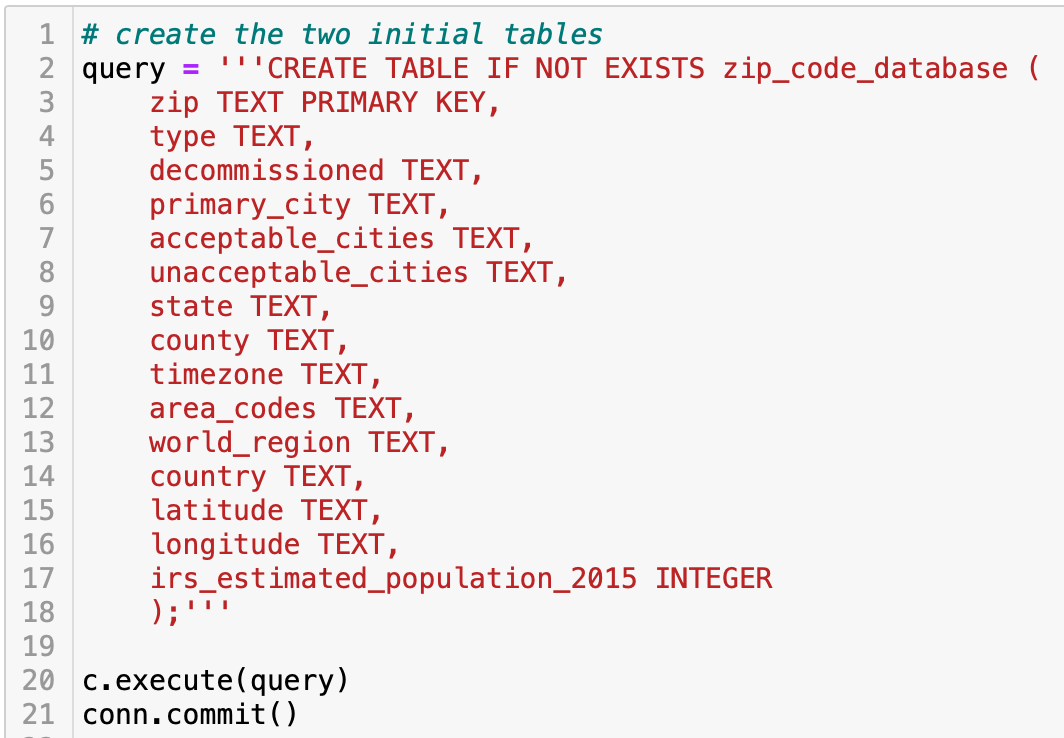 1 # create the two initial tables
2 query = '''CREATE TABLE IF NOT EXISTS zip_code_database (
3     zip TEXT PRIMARY KEY,
4     type TEXT,
5     decommissioned TEXT,
6     primary_city TEXT,
7     acceptable_cities TEXT,
8     unacceptable_cities TEXT,
9     state TEXT,
10     county TEXT,
11     timezone TEXT,
12     area_codes TEXT,
13     world_region TEXT,
14     country TEXT,
15     latitude TEXT,
16     longitude TEXT,
17     irs_estimated_population_2015 INTEGER
18     );'''
19
20 c.execute(query)
21 conn.commit()